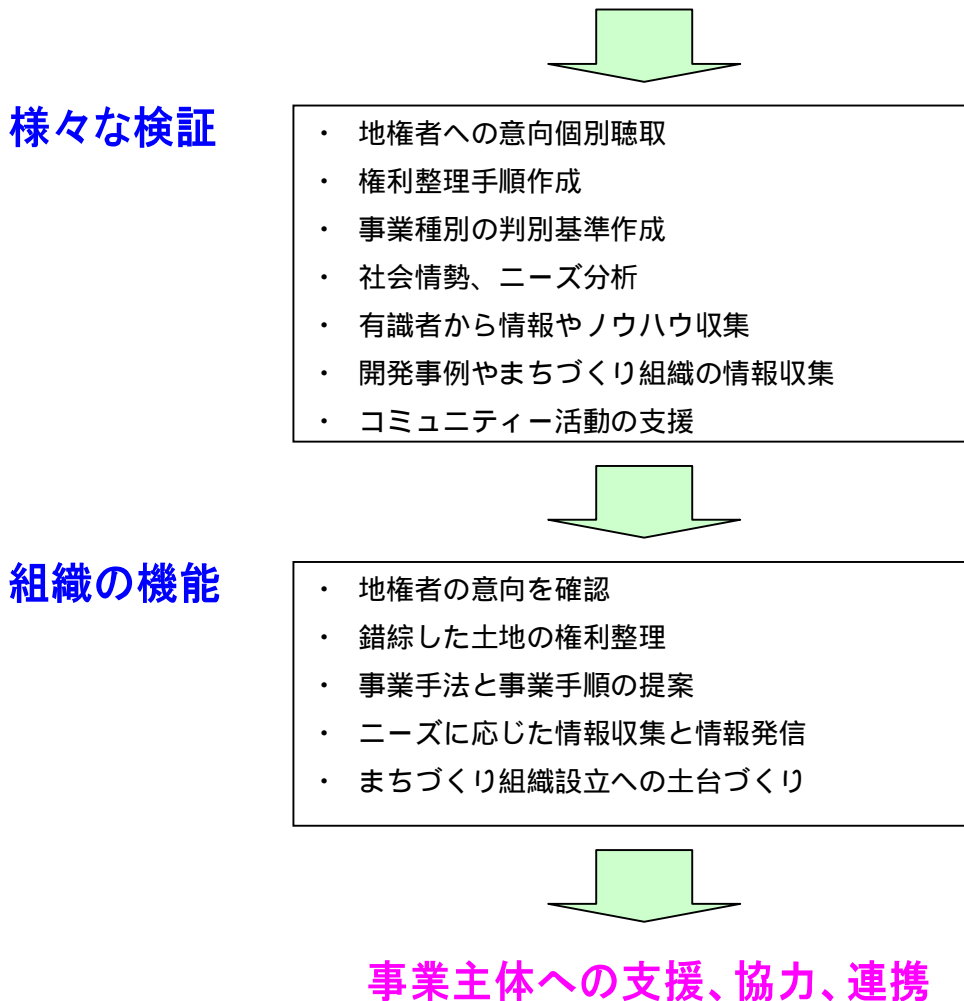 様々な検証
・ 地権者への意向個別聴取
・ 権利整理手順作成
・ 事業種別の判別基準作成
・ 社会情勢、ニーズ分析
・ 有識者から情報やノウハウ収集
・ 開発事例やまちづくり組織の情報収集
・ コミュニティー活動の支援
組織の機能
・ 地権者の意向を確認
・ 錯綜した土地の権利整理
・ 事業手法と事業手順の提案
・ ニーズに応じた情報収集と情報発信
・ まちづくり組織設立への土台づくり
事業主体への支援、協力、連携